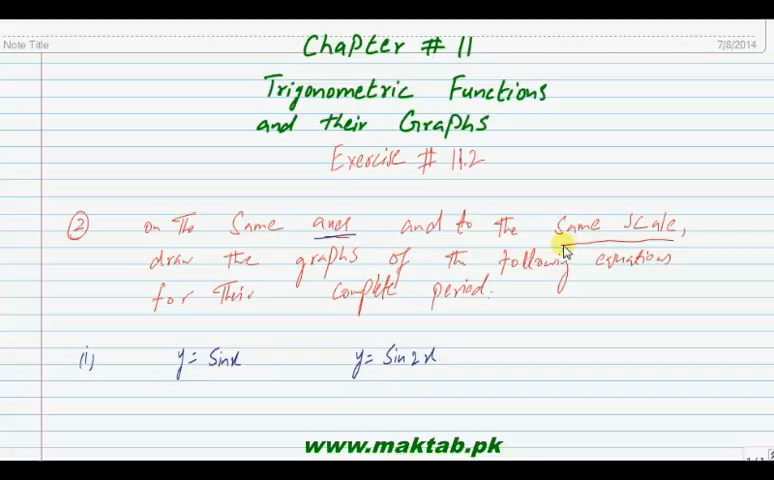 Note Title
7/8/2014
Chapter # 11
Trigonometric Functions
and their Graphs
Exercise # 11.2
② on the same axes and to the same scale,
draw the graphs of the following equations
for their complete period.
(i) y = Sinx y = Sin2x
www.maktab.pk